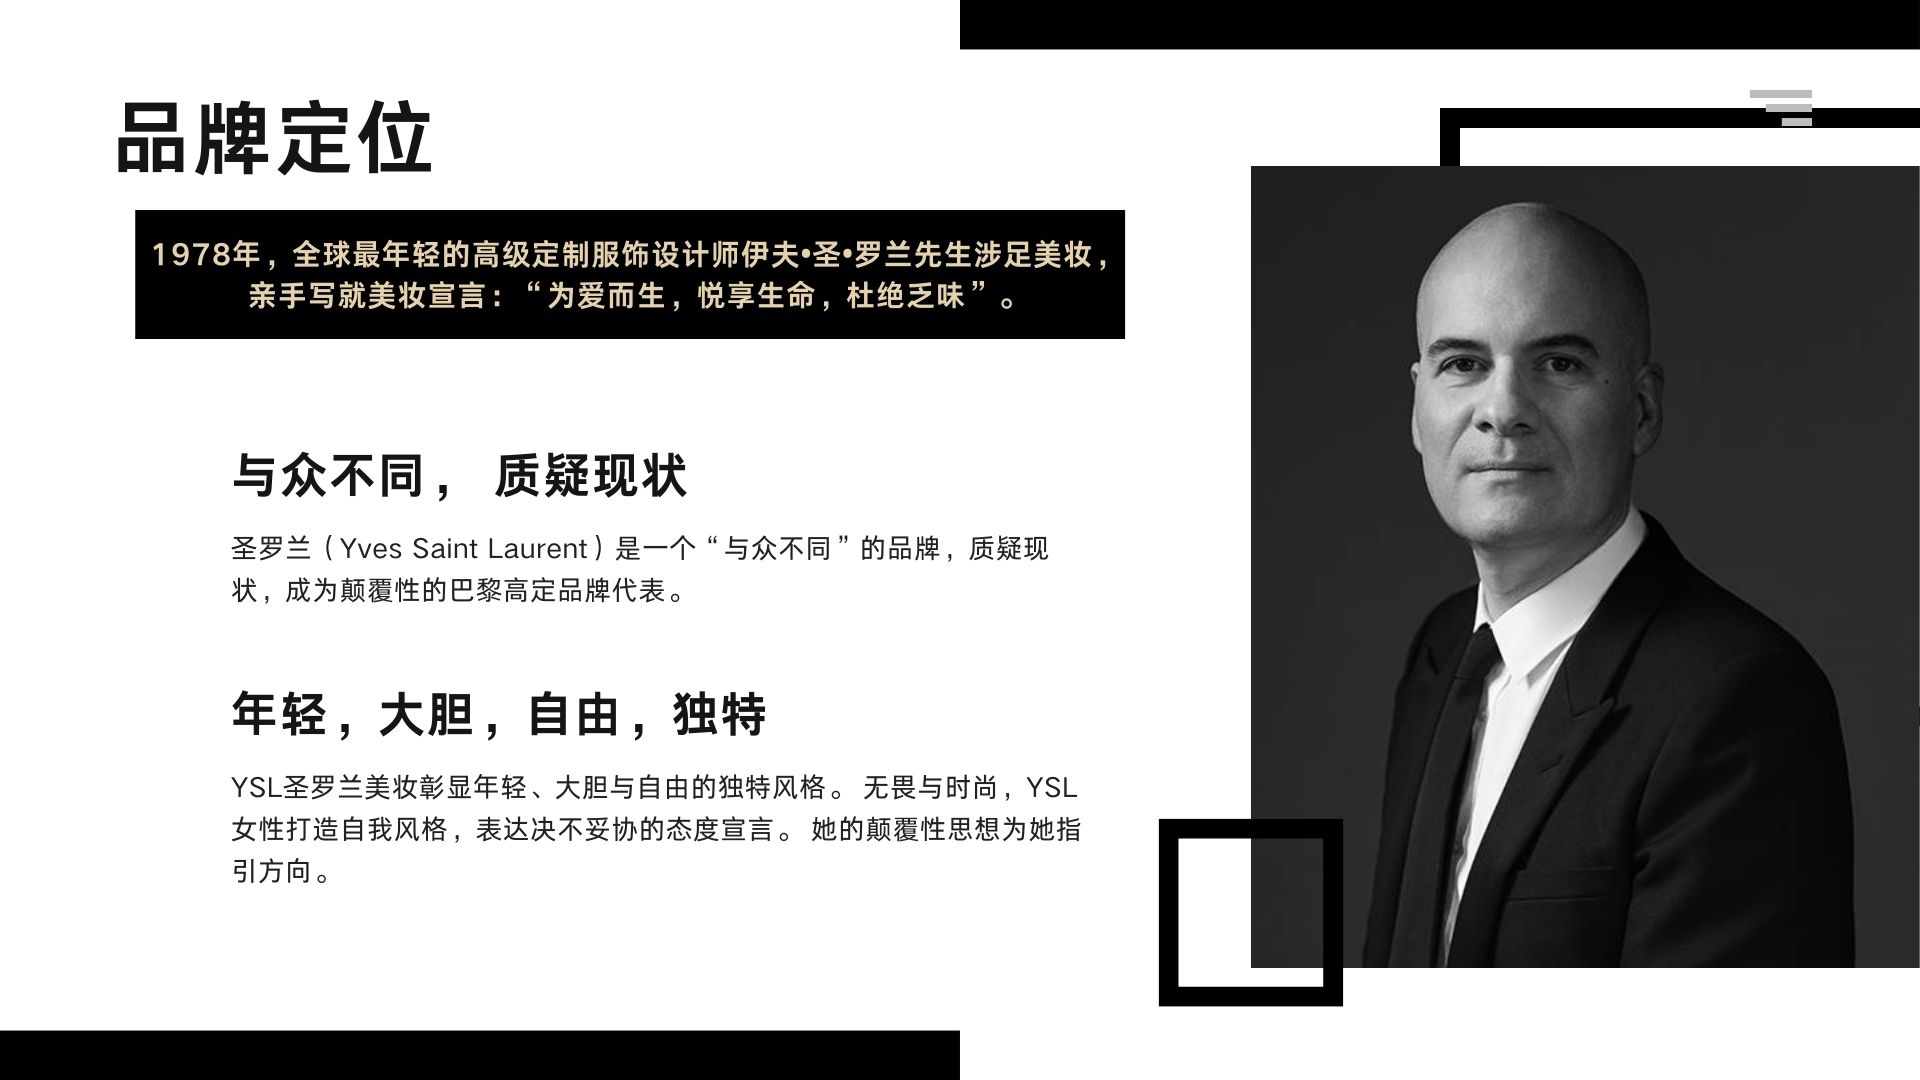 品牌定位
1978年，全球最年轻的高级定制服饰设计师伊夫•圣•罗兰先生涉足美妆，
亲手写就美妆宣言：“为爱而生，悦享生命，杜绝乏味”。
与众不同， 质疑现状
圣罗兰（Yves Saint Laurent）是一个“与众不同”的品牌，质疑现
状，成为颠覆性的巴黎高定品牌代表。
年轻，大胆，自由，独特
YSL圣罗兰美妆彰显年轻、大胆与自由的独特风格。 无畏与时尚，YSL
女性打造自我风格，表达决不妥协的态度宣言。 她的颠覆性思想为她指
引方向。